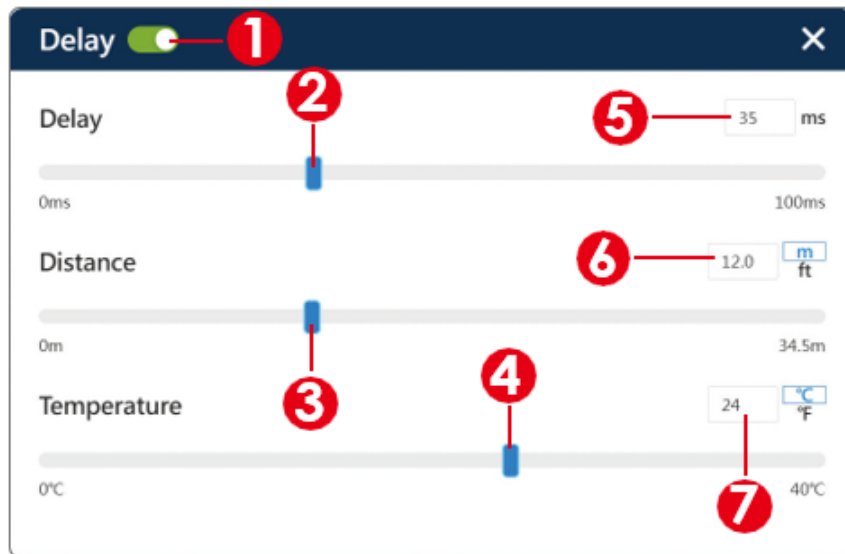 Delay 1 ×
2
Delay 5 35 ms
0ms 100ms
Distance 6 12.0 m
ft
0m 34.5m
3 4
Temperature 24 °C
°F
0°C 7 40°C